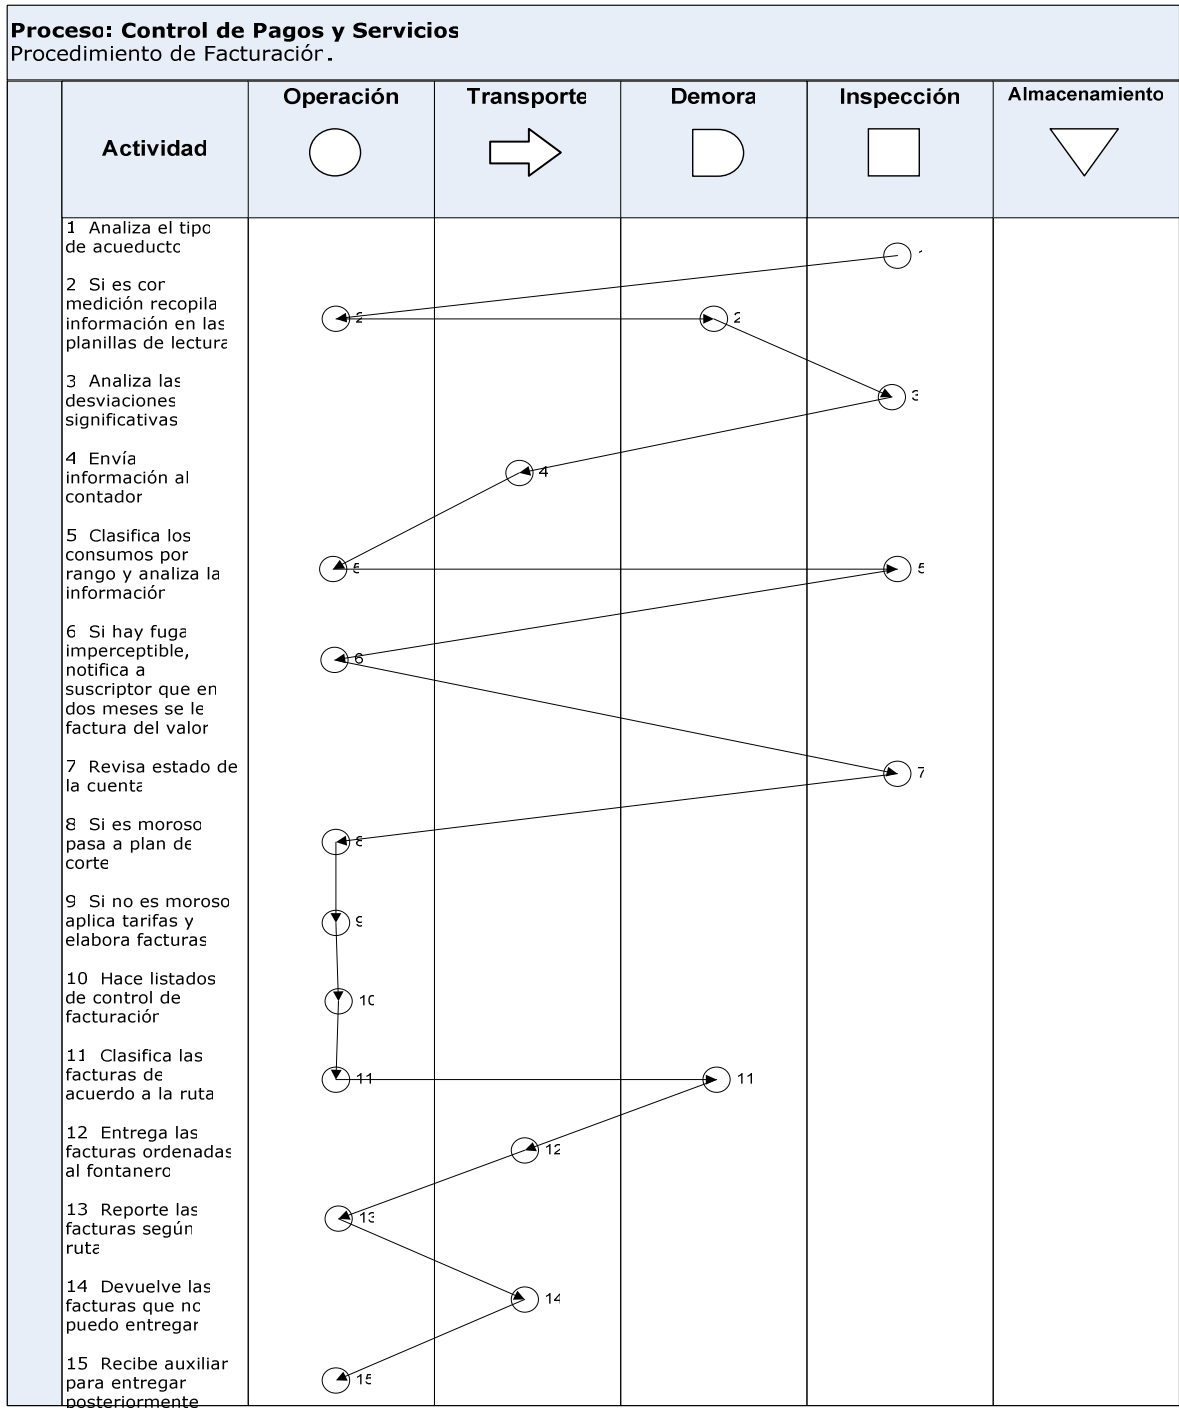 Proceso: Control de Pagos y Servicios
Procedimiento de Facturación.
Actividad
Operación
Transporte
Demora
Inspección
Almacenamiento
1 Analiza el tipo
de acueducto
1
2 Si es con
medición recopila
información en las
planillas de lectura
2
2
3 Analiza las
desviaciones
significativas
3
4 Envía
información al
contador
4
5 Clasifica los
consumos por
rango y analiza la
información
5
5
6 Si hay fuga
imperceptible,
notifica a
suscriptor que en
dos meses se le
factura del valor
6
7 Revisa estado de
la cuenta
7
8 Si es moroso
pasa a plan de
corte
8
9 Si no es moroso
aplica tarifas y
elabora facturas
9
10 Hace listados
de control de
facturación
10
11 Clasifica las
facturas de
acuerdo a la ruta
11
11
12 Entrega las
facturas ordenadas
al fontanero
12
13 Reporte las
facturas según
ruta
13
14 Devuelve las
facturas que no
puedo entregar
14
15 Recibe auxiliar
para entregar
posteriormente
15